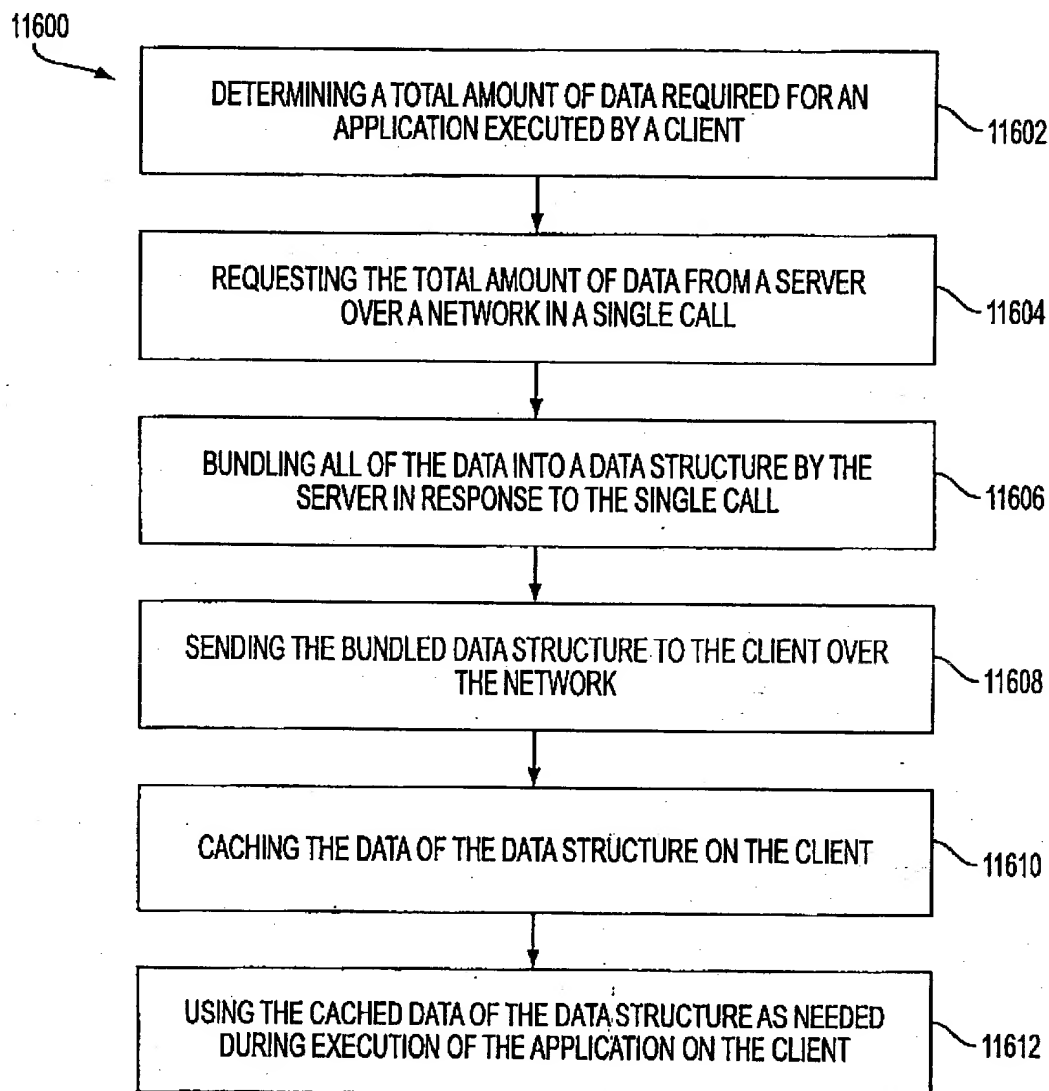 11600
DETERMINING A TOTAL AMOUNT OF DATA REQUIRED FOR AN
APPLICATION EXECUTED BY A CLIENT
11602
REQUESTING THE TOTAL AMOUNT OF DATA FROM A SERVER
OVER A NETWORK IN A SINGLE CALL
11604
BUNDLING ALL OF THE DATA INTO A DATA STRUCTURE BY THE
SERVER IN RESPONSE TO THE SINGLE CALL
11606
SENDING THE BUNDLED DATA STRUCTURE TO THE CLIENT OVER
THE NETWORK
11608
CACHING THE DATA OF THE DATA STRUCTURE ON THE CLIENT
11610
USING THE CACHED DATA OF THE DATA STRUCTURE AS NEEDED
DURING EXECUTION OF THE APPLICATION ON THE CLIENT
11612